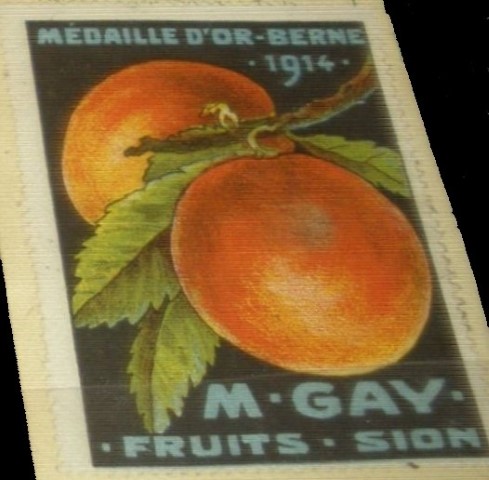 MÉDAILLE D'OR-BERNE
·1914·
M·GAY·
·FRUITS·SION